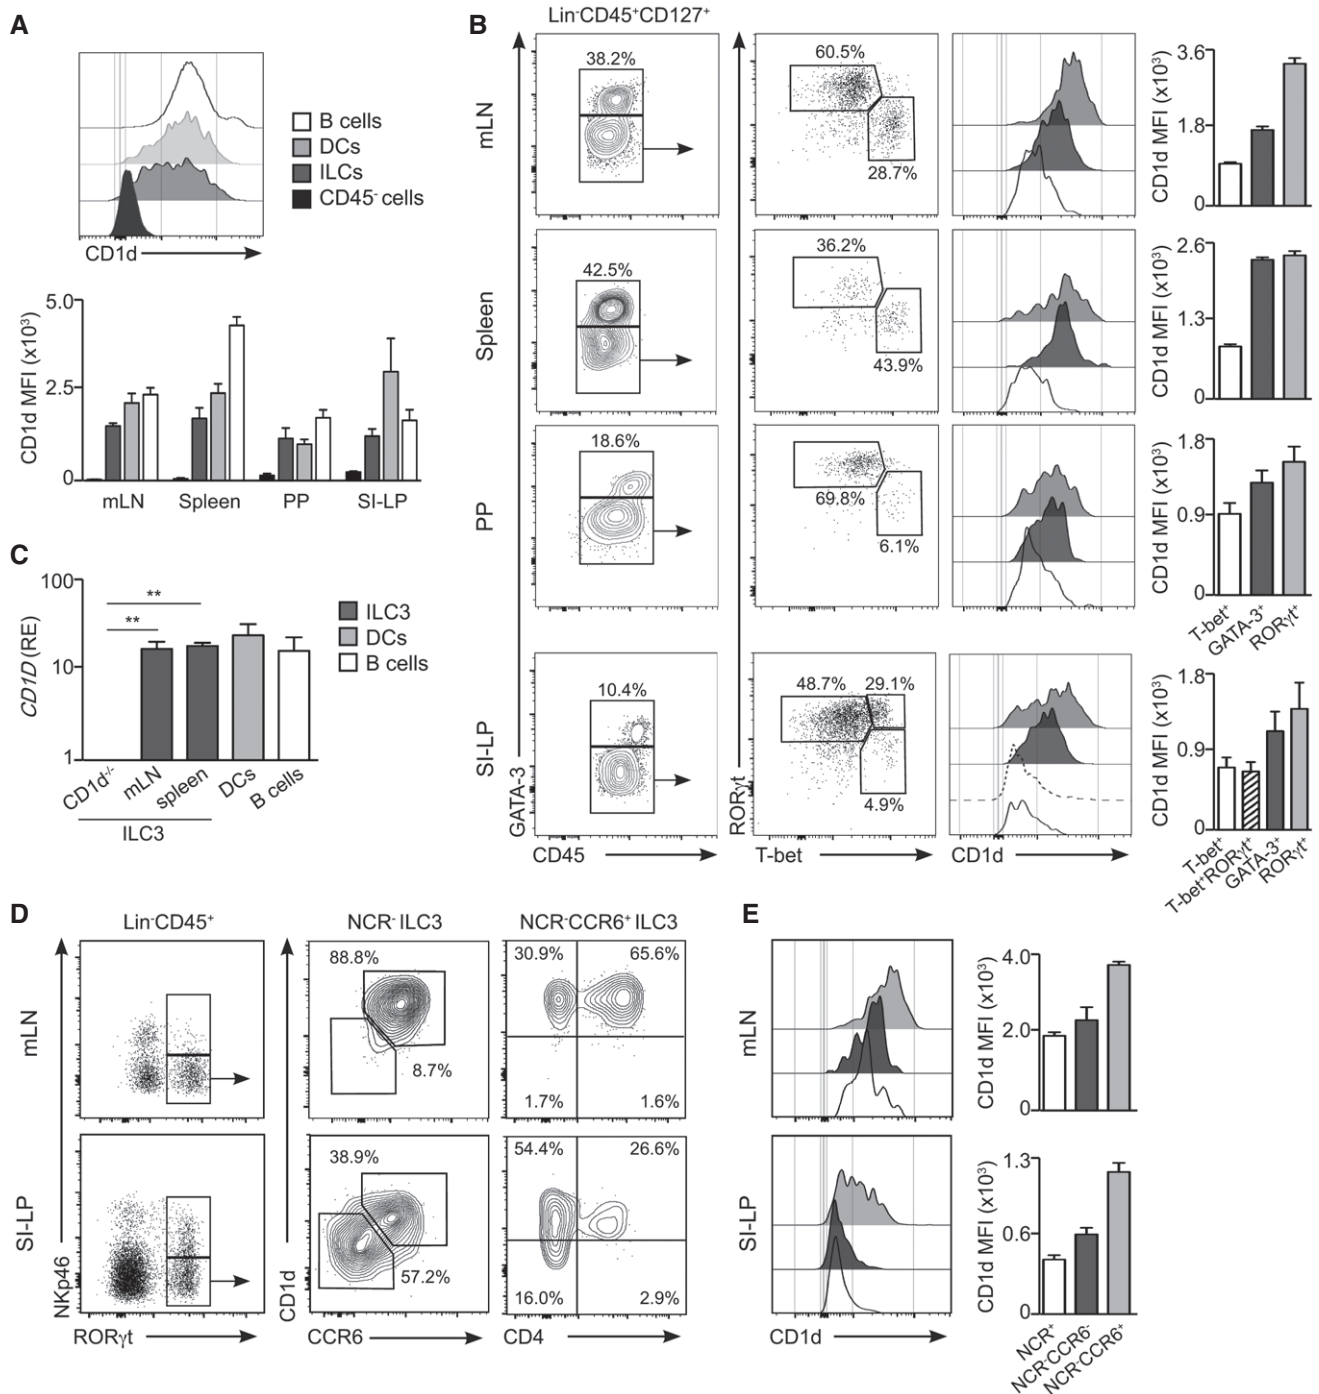 A
B cells
DCs
ILCs
CD45⁻ cells
CD1d
CD1d MFI (x10³)
5.0
2.5
0
mLN Spleen PP SI-LP
B
Lin⁻CD45⁺CD127⁺
mLN
38.2%
60.5%
28.7%
CD1d MFI (x10³)
3.6
1.8
0
Spleen
42.5%
36.2%
43.9%
CD1d MFI (x10³)
2.6
1.3
0
PP
18.6%
69.8%
6.1%
CD1d MFI (x10³)
1.8
0.9
0
T-bet⁺
GATA-3⁺
RORγt⁺
SI-LP
10.4%
48.7% 29.1%
4.9%
GATA-3
CD45
RORγt
T-bet
CD1d
CD1d MFI (x10³)
1.8
0.9
0
T-bet⁺
T-bet⁺RORγt⁺
GATA-3⁺
RORγt⁺
C
CD1D (RE)
100
10
1
** 
**
ILC3
DCs
B cells
CD1d⁻/⁻
mLN
spleen
DCs
B cells
ILC3
D
Lin⁻CD45⁺
NCR⁻ ILC3
NCR⁻CCR6⁺ ILC3
mLN
88.8%
8.7%
30.9% 65.6%
1.7% 1.6%
SI-LP
38.9%
57.2%
54.4% 26.6%
16.0% 2.9%
NKp46
RORγt
CD1d
CCR6
CD4
E
mLN
CD1d MFI (x10³)
4.0
2.0
0
SI-LP
CD1d
CD1d MFI (x10³)
1.3
0.6
0
NCR⁺
NCR⁻CCR6⁻
NCR⁻CCR6⁺